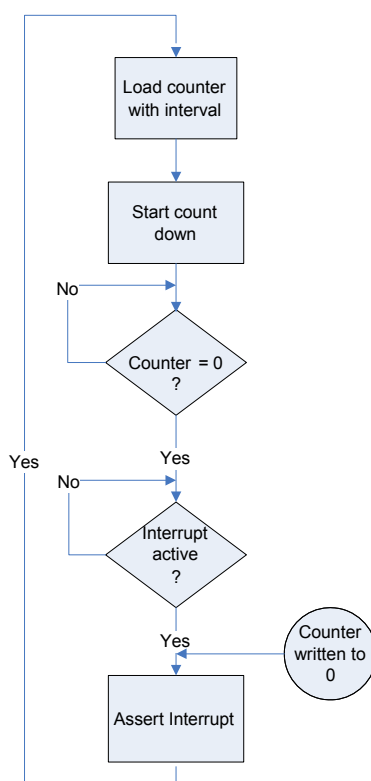 Load counter
with interval
Start count
down
No
Counter = 0
?
Yes
Yes
No
Interrupt
active
?
Yes
Counter
written to
0
Assert Interrupt